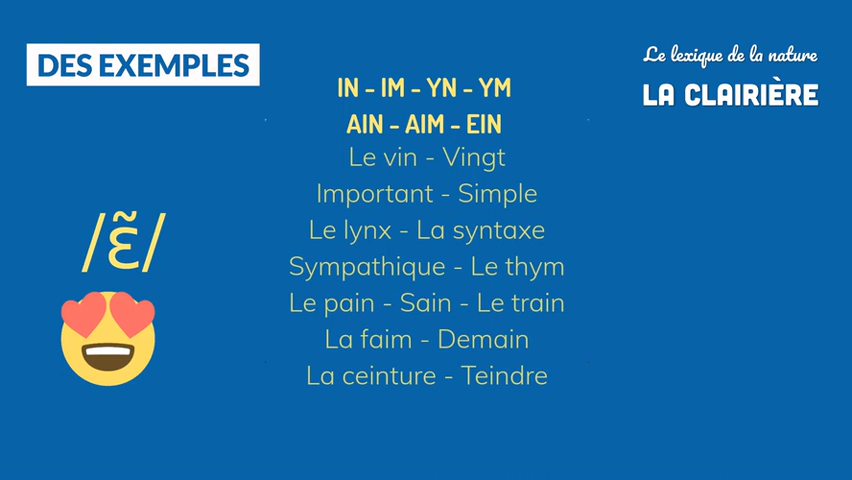 DES EXEMPLES
Le lexique de la nature
LA CLAIRIÈRE
IN - IM - YN - YM
AIN - AIM - EIN
Le vin - Vingt
Important - Simple
Le lynx - La syntaxe
Sympathique - Le thym
Le pain - Sain - Le train
La faim - Demain
La ceinture - Teindre
/ɛ̃/